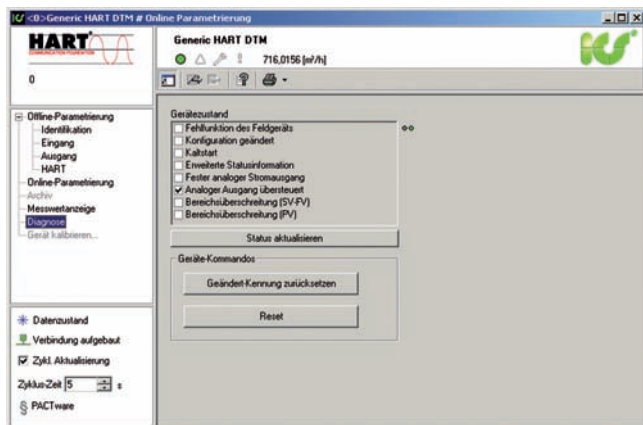 <0>Generic HART DTM # Online Parametrierung
HART
COMMUNICATION FOUNDATION
0
Generic HART DTM
716,0156 [m³/h]
ICS
Offline-Parametrierung
Identifikation
Eingang
Ausgang
HART
Online-Parametrierung
Archiv
Messwertanzeige
Diagnose
Gerät kalibrieren...
Gerätezustand
Fehlfunktion des Feldgeräts
Konfiguration geändert
Kaltstart
Erweiterte Statusinformation
Fester analoger Stromausgang
Analoger Ausgang übersteuert
Bereichsüberschreitung (SV-FV)
Bereichsüberschreitung (PV)
Status aktualisieren
Geräte-Kommandos
Geändert-Kennung zurücksetzen
Reset
Datenzustand
Verbindung aufgebaut
Zykl. Aktualisierung
Zyklus-Zeit 5 s
§ PACTware